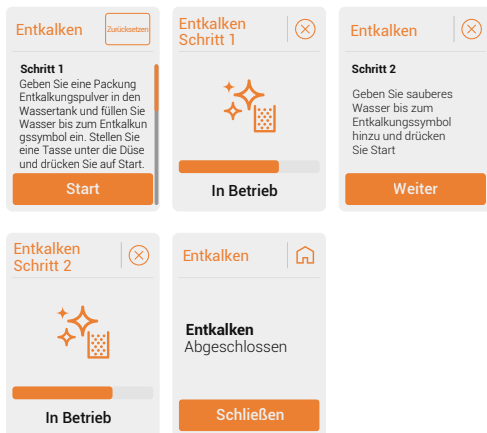 Entkalken
Zurücksetzen
Schritt 1
Geben Sie eine Packung
Entkalkungspulver in den
Wassertank und füllen Sie
Wasser bis zum Entkalkun
gssymbol ein. Stellen Sie
eine Tasse unter die Düse
und drücken Sie auf Start.
Start
Entkalken
Schritt 1
In Betrieb
Entkalken
Schritt 2
Geben Sie sauberes
Wasser bis zum
Entkalkungssymbol
hinzu und drücken
Sie Start
Weiter
Entkalken
Schritt 2
In Betrieb
Entkalken
Entkalken
Abgeschlossen
Schließen